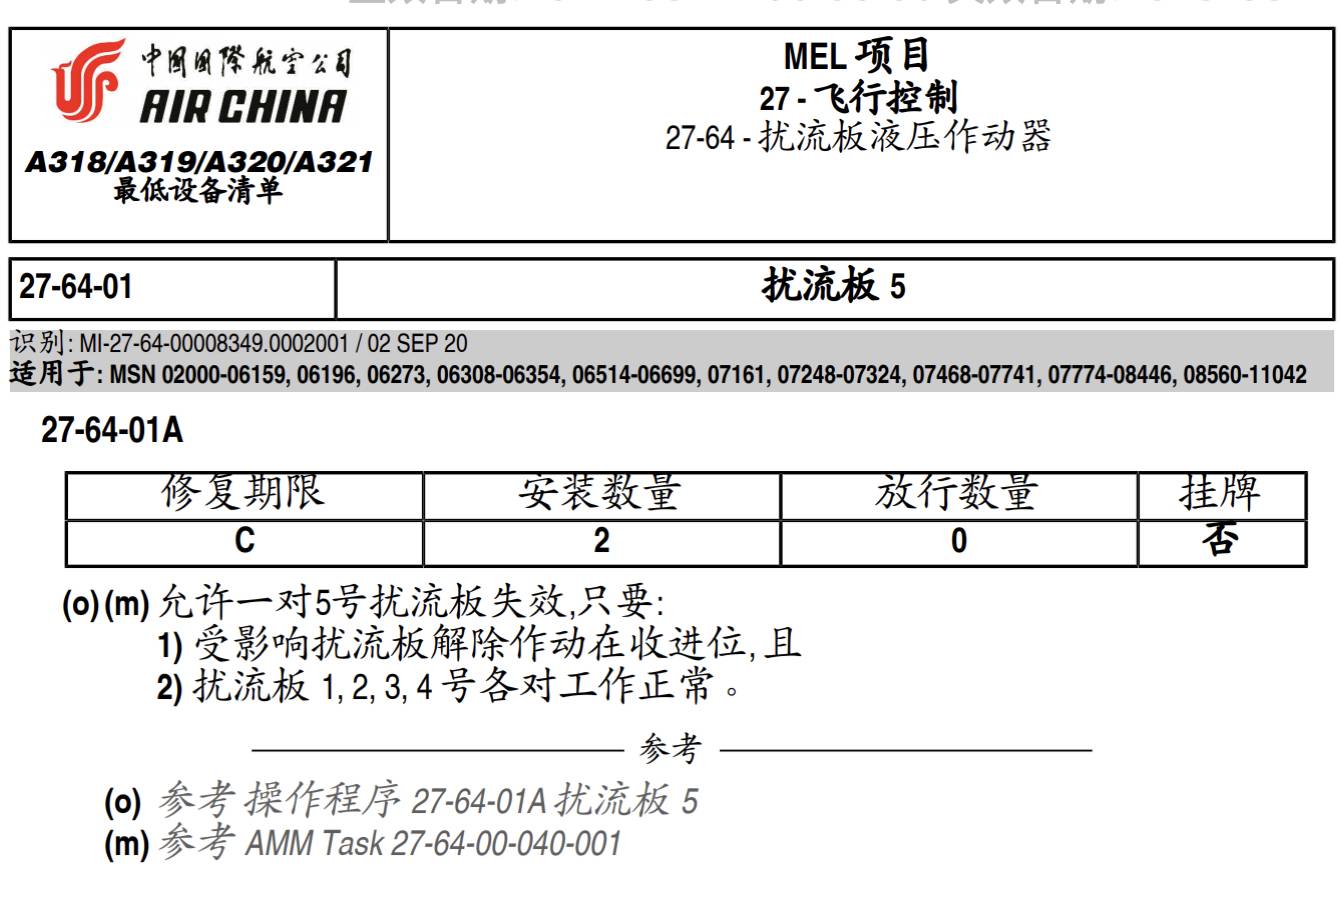 中国国際航空公司
AIR CHINA
A318/A319/A320/A321
最低设备清单
MEL 项目
27 - 飞行控制
27-64 - 扰流板液压作动器
27-64-01
扰流板 5
识别: MI-27-64-00008349.0002001 / 02 SEP 20
适用于: MSN 02000-06159, 06196, 06273, 06308-06354, 06514-06699, 07161, 07248-07324, 07468-07741, 07774-08446, 08560-11042
27-64-01A
修复期限 安装数量 放行数量 挂牌
C 2 0 否
(o) (m) 允许一对5号扰流板失效,只要:
1) 受影响扰流板解除作动在收进位, 且
2) 扰流板 1, 2, 3, 4 号各对工作正常。
参考
(o) 参考 操作程序 27-64-01A 扰流板 5
(m) 参考 AMM Task 27-64-00-040-001